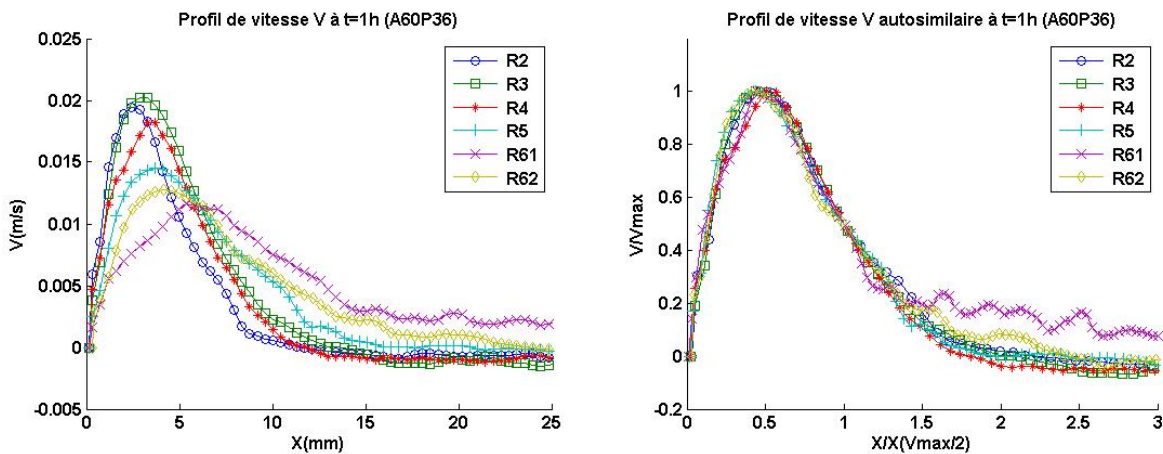 Profil de vitesse V à t=1h (A60P36)
0.025
0.02
0.015
0.01
0.005
0
-0.005
V(m/s)
0
5
10
15
20
25
X(mm)
R2
R3
R4
R5
R61
R62
Profil de vitesse V autosimilaire à t=1h (A60P36)
1
0.8
0.6
0.4
0.2
0
-0.2
V/Vmax
0
0.5
1
1.5
2
2.5
3
X/X(Vmax/2)
R2
R3
R4
R5
R61
R62